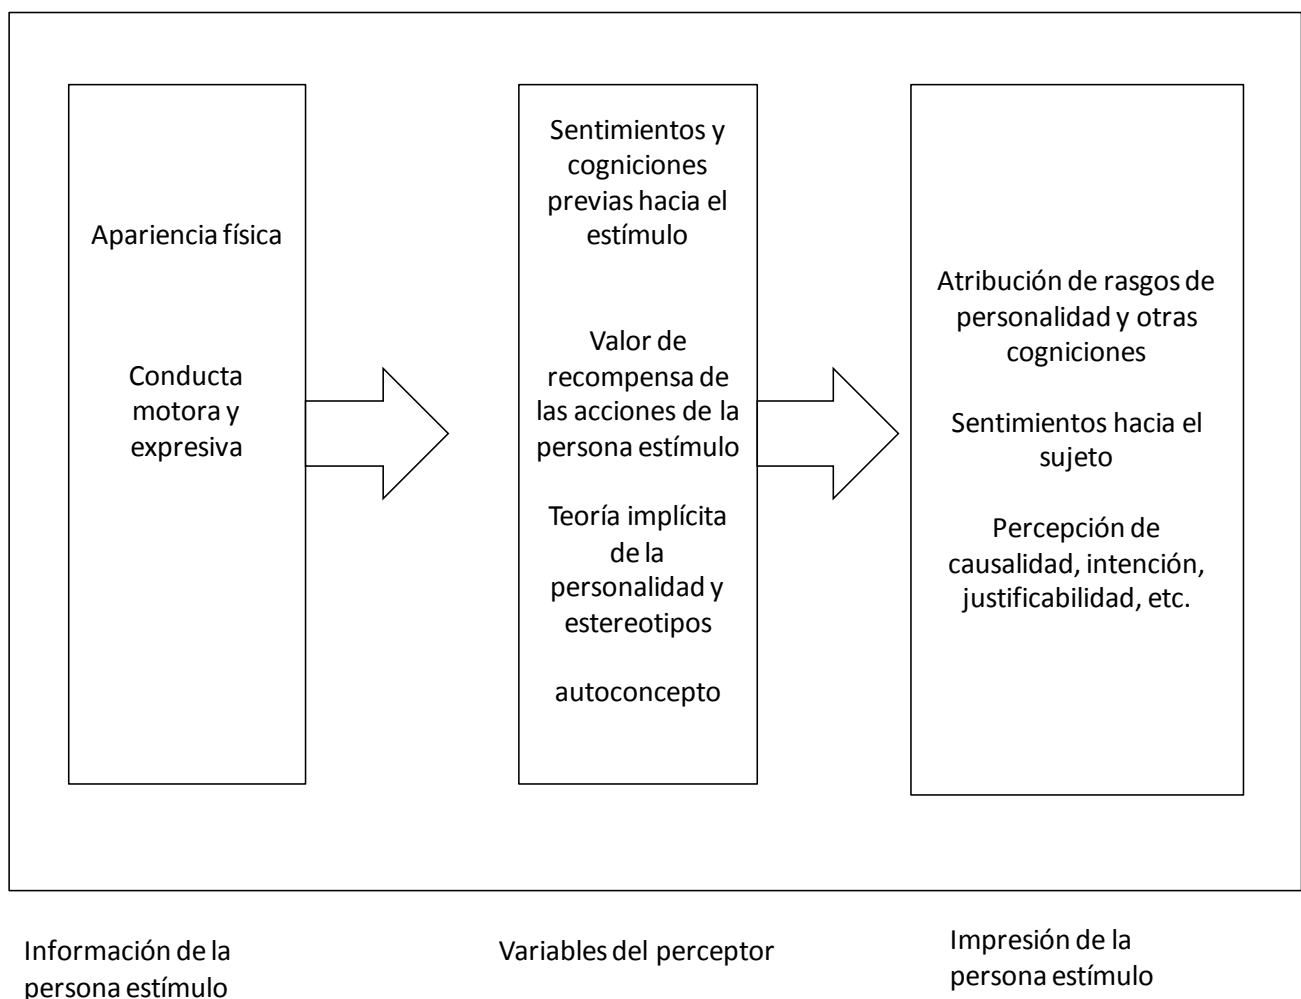 Apariencia física
Conducta
motora y
expresiva
Sentimientos y
cogniciones
previas hacia el
estímulo
Valor de
recompensa de
las acciones de la
persona estímulo
Teoría implícita
de la
personalidad y
estereotipos
autoconcepto
Atribución de rasgos de
personalidad y otras
cogniciones
Sentimientos hacia el
sujeto
Percepción de
causalidad, intención,
justificabilidad, etc.
Información de la
persona estímulo
Variables del perceptor
Impresión de la
persona estímulo